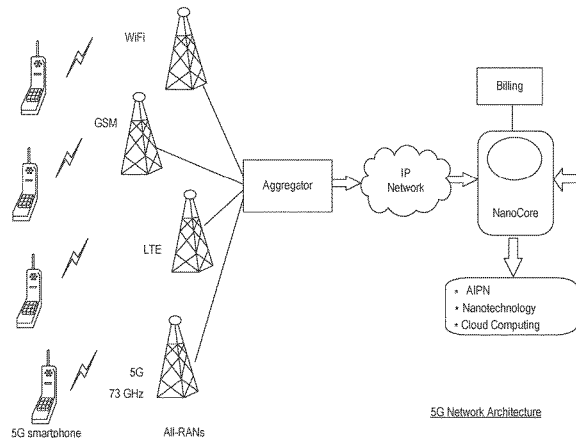 WiFi
GSM
LTE
5G
73 GHz
5G smartphone
All-RANs
Aggregator
IP
Network
Billing
NanoCore
* AIPN
* Nanotechnology
* Cloud Computing
5G Network Architecture